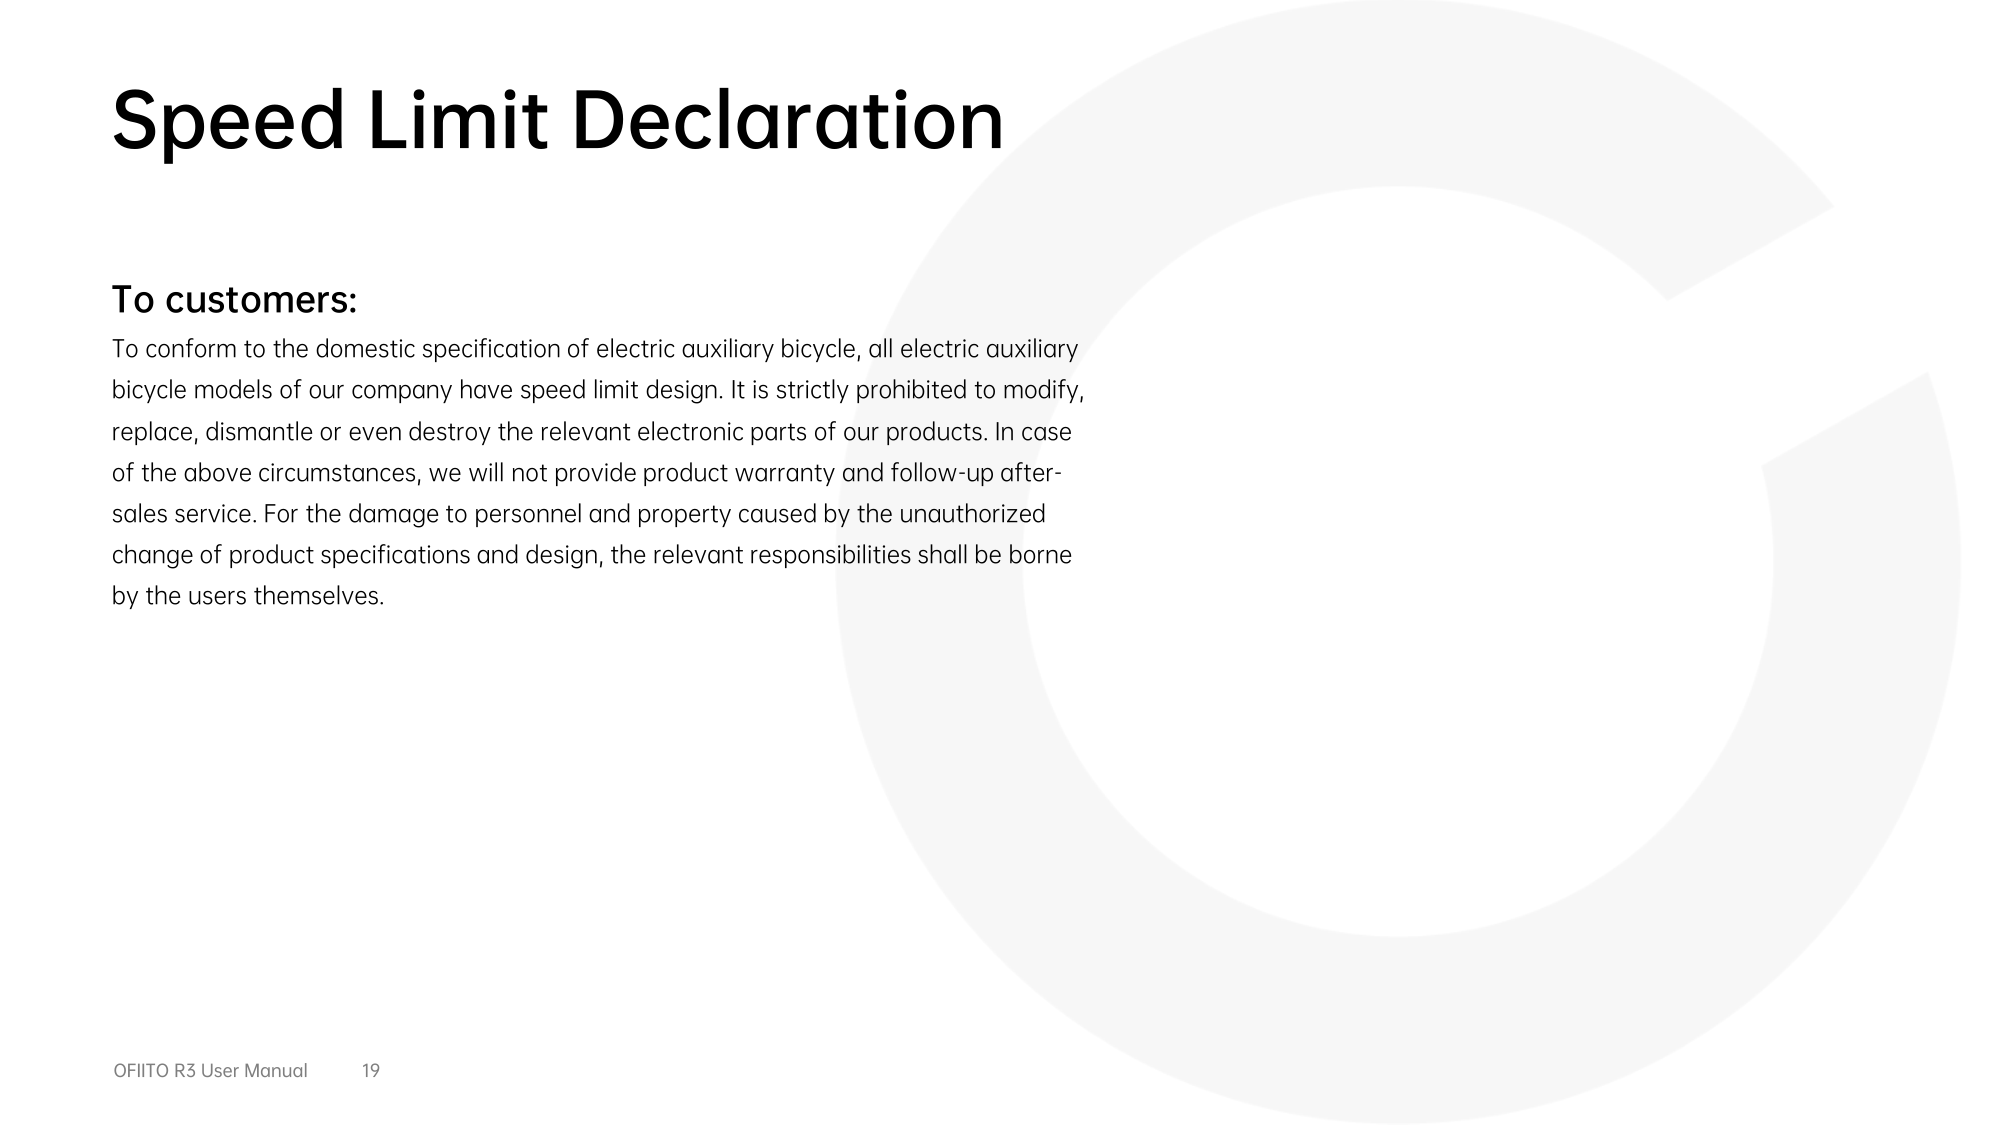 Speed Limit Declaration
To customers:
To conform to the domestic specification of electric auxiliary bicycle, all electric auxiliary
bicycle models of our company have speed limit design. It is strictly prohibited to modify,
replace, dismantle or even destroy the relevant electronic parts of our products. In case
of the above circumstances, we will not provide product warranty and follow-up after-
sales service. For the damage to personnel and property caused by the unauthorized
change of product specifications and design, the relevant responsibilities shall be borne
by the users themselves.
OFIITO R3 User Manual 19